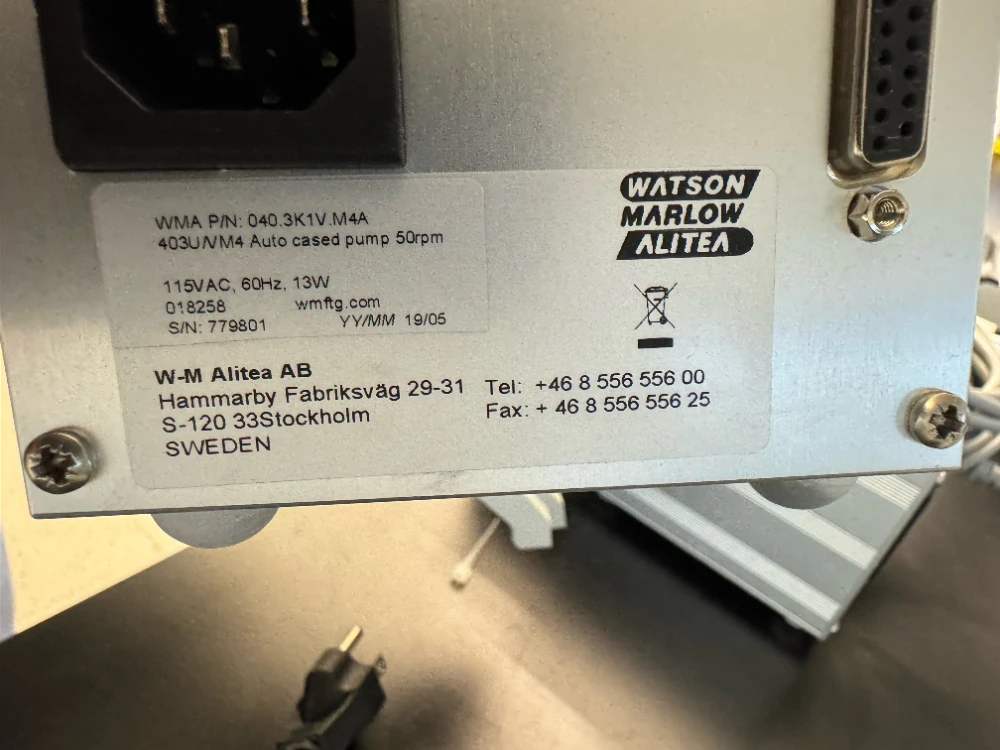 WMA P/N: 040.3K1V.M4A
403U/VM4 Auto cased pump 50rpm
115VAC, 60Hz, 13W
018258 wmftg.com
S/N: 779801 YY/MM 19/05
WATSON
MARLOW
ALITEA
W-M Alitea AB
Hammarby Fabriksväg 29-31
S-120 33Stockholm
SWEDEN
Tel: +46 8 556 556 00
Fax: + 46 8 556 556 25